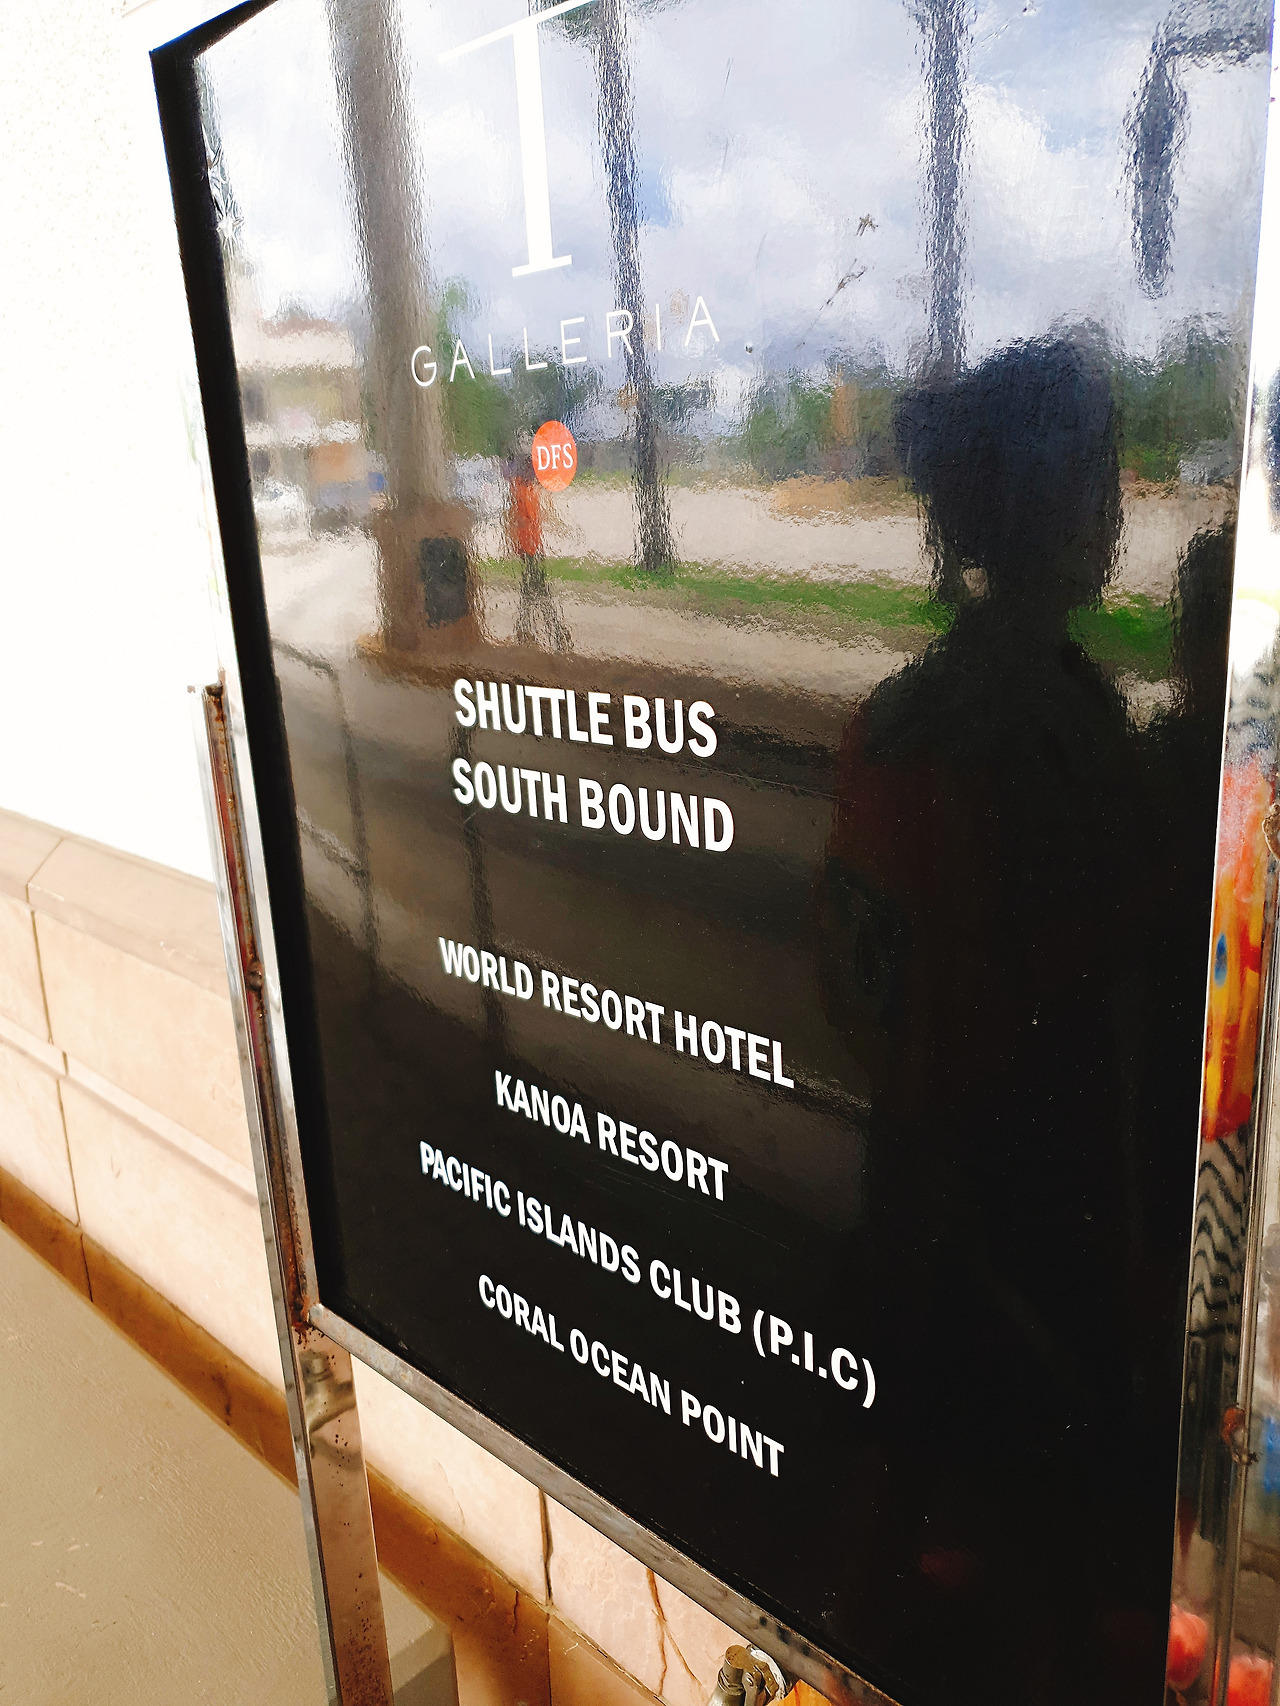 T
GALLERIA
DFS
SHUTTLE BUS
SOUTH BOUND
WORLD RESORT HOTEL
KANOA RESORT
PACIFIC ISLANDS CLUB (P.I.C)
CORAL OCEAN POINT